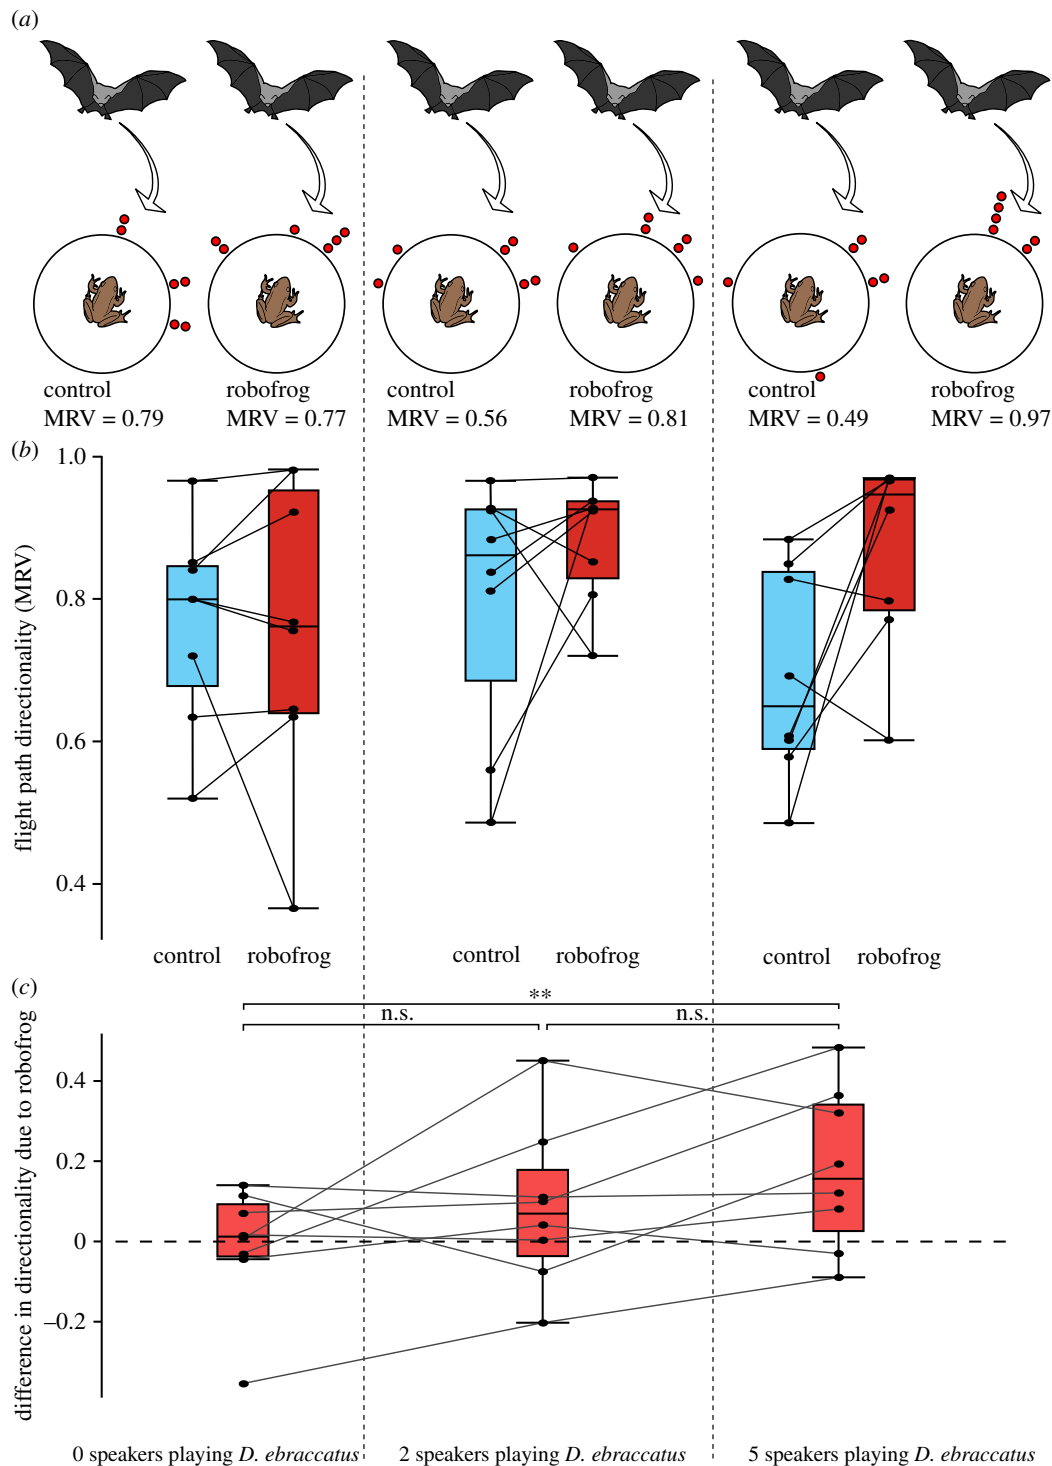 (a)
control robofrog control robofrog control robofrog
MRV = 0.79 MRV = 0.77 MRV = 0.56 MRV = 0.81 MRV = 0.49 MRV = 0.97
(b)
flight path directionality (MRV)
1.0
0.8
0.6
0.4
control robofrog control robofrog control robofrog
(c)
difference in directionality due to robofrog
**
n.s. n.s.
0.4
0.2
0
–0.2
0 speakers playing D. ebraccatus 2 speakers playing D. ebraccatus 5 speakers playing D. ebraccatus